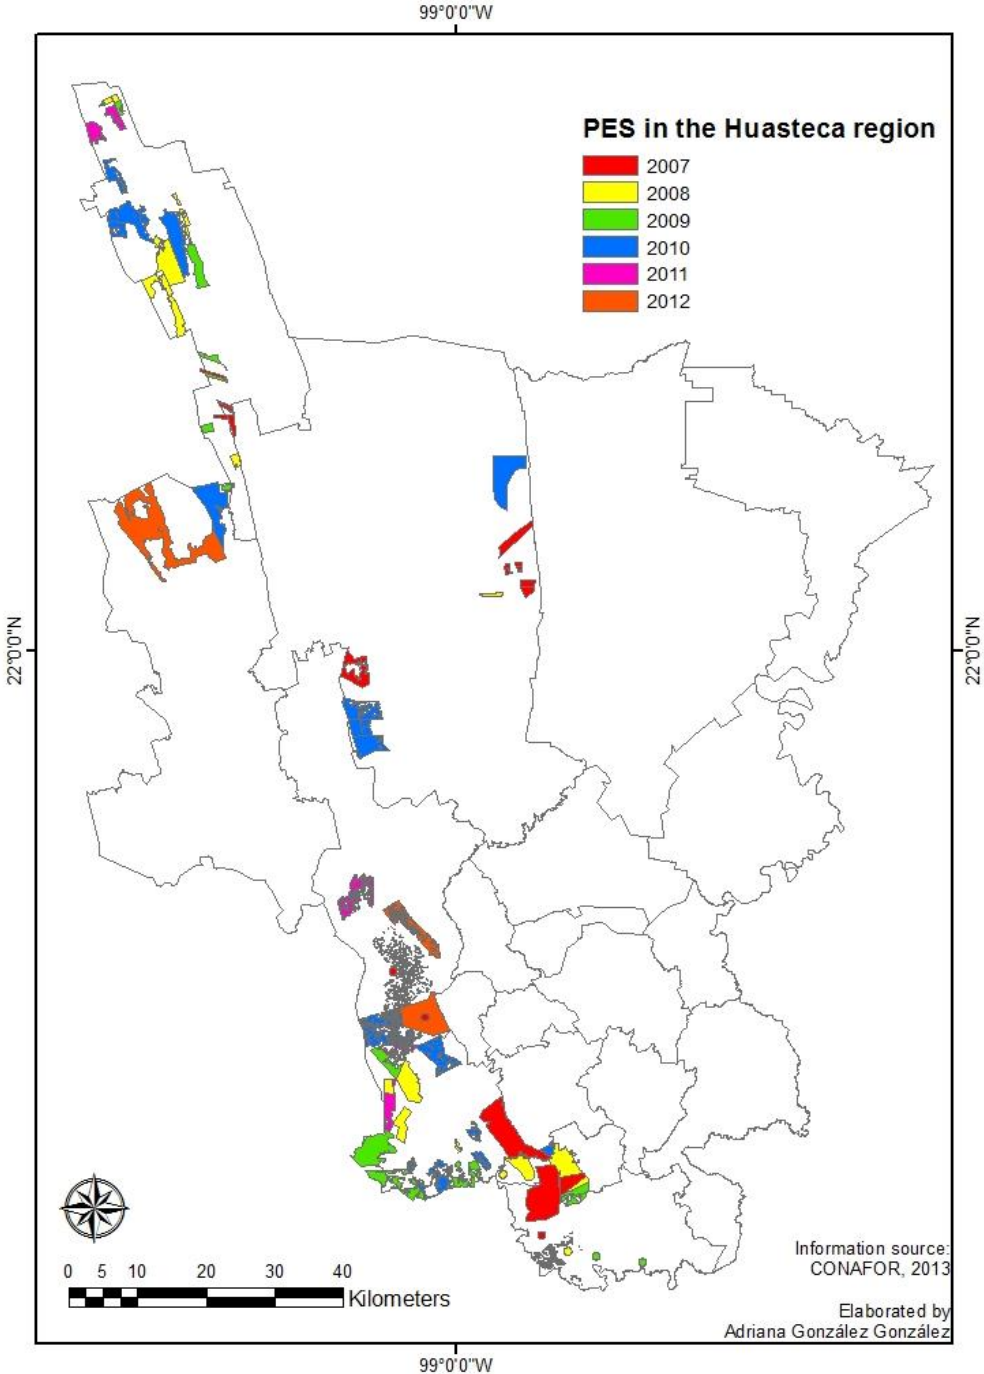 99°0'0"W
PES in the Huasteca region
2007
2008
2009
2010
2011
2012
22°0'0"N
22°0'0"N
0 5 10 20 30 40
Kilometers
Information source:
CONAFOR, 2013
Elaborated by
Adriana González González
99°0'0"W